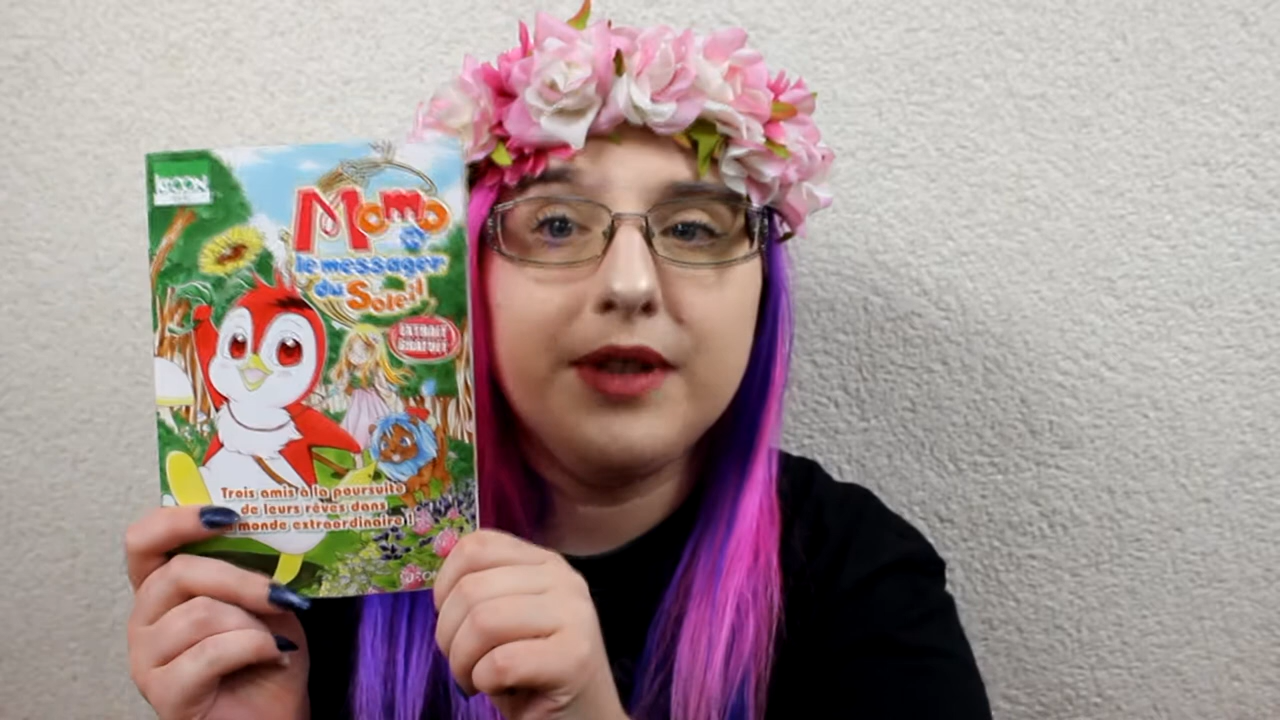 KI-OON
Momo
&
le messager
du Soleil
EXTRAIT
GRATUIT
Trois amis à la poursuite
de leurs rêves dans
monde extraordinaire !